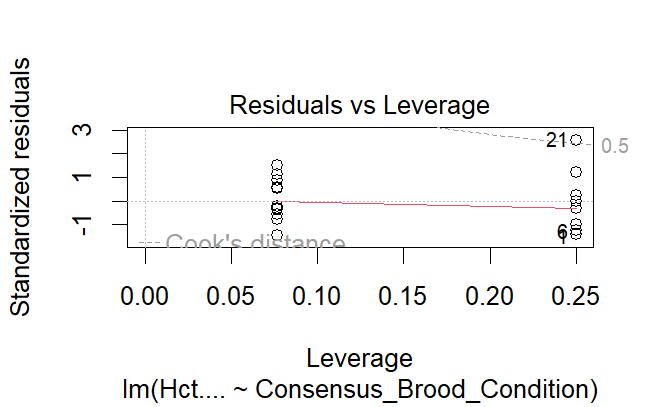 Residuals vs Leverage
Standardized residuals
3
1
-1
21
0.5
6
1
Cook's distance
0.00 0.05 0.10 0.15 0.20 0.25
Leverage
lm(Hct.... ~ Consensus_Brood_Condition)